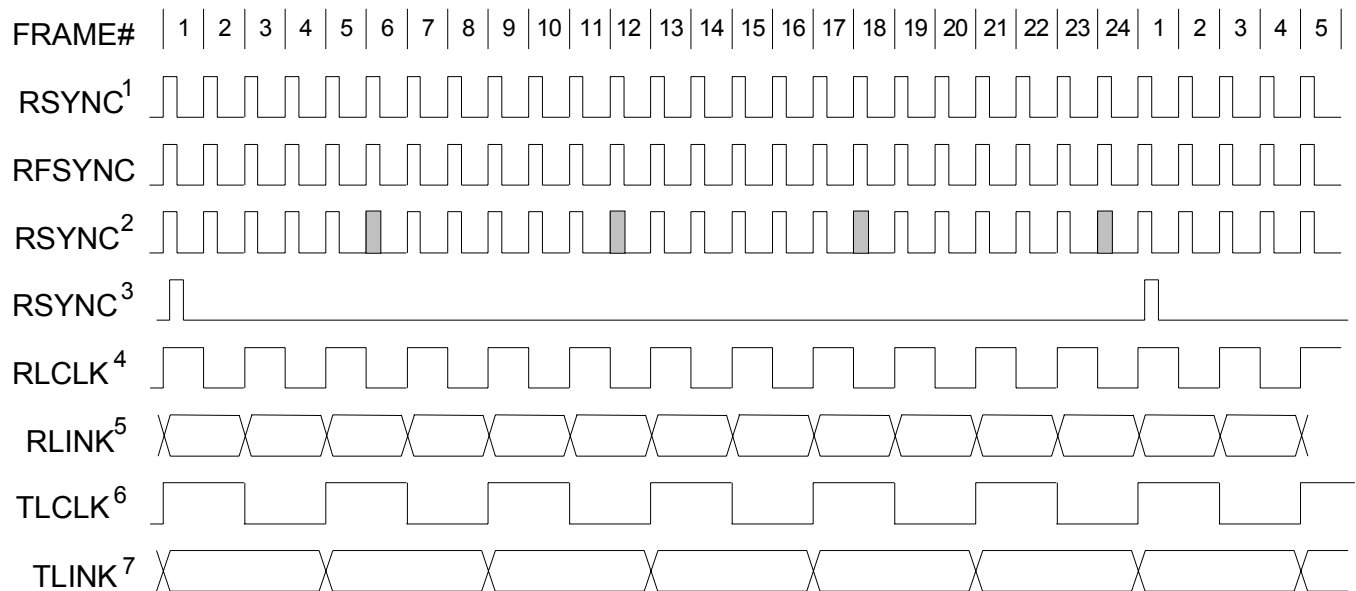 FRAME# 1 2 3 4 5 6 7 8 9 10 11 12 13 14 15 16 17 18 19 20 21 22 23 24 1 2 3 4 5
RSYNC¹
RFSYNC
RSYNC²
RSYNC³
RLCLK⁴
RLINK⁵
TLCLK⁶
TLINK⁷